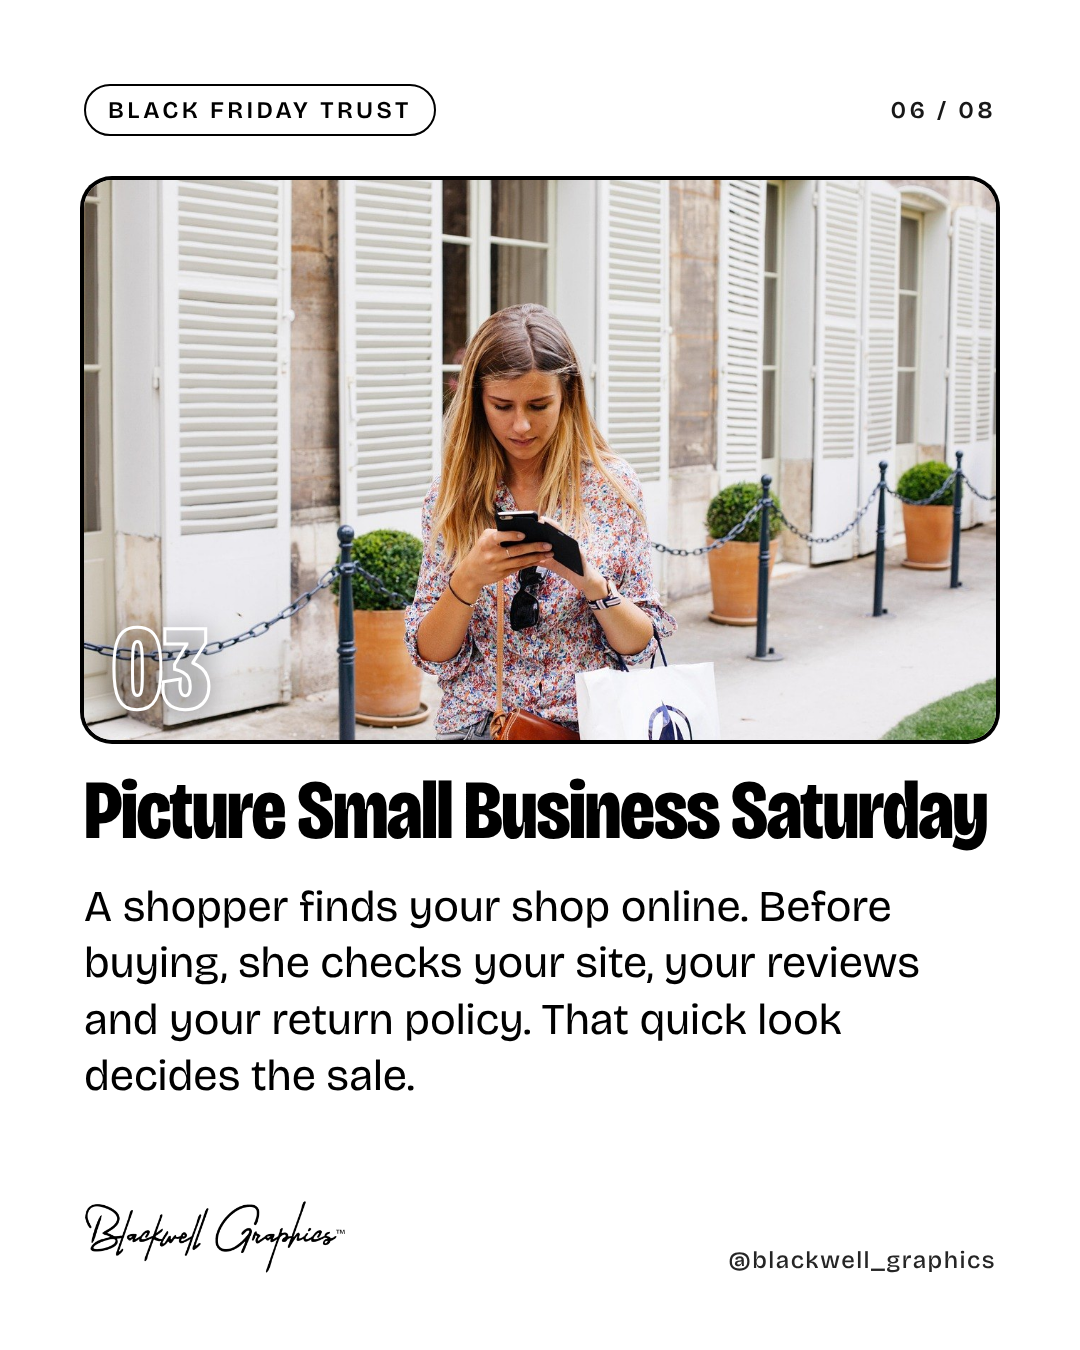 BLACK FRIDAY TRUST
06 / 08
03
Picture Small Business Saturday
A shopper finds your shop online. Before
buying, she checks your site, your reviews
and your return policy. That quick look
decides the sale.
Blackwell Graphics™
@blackwell_graphics